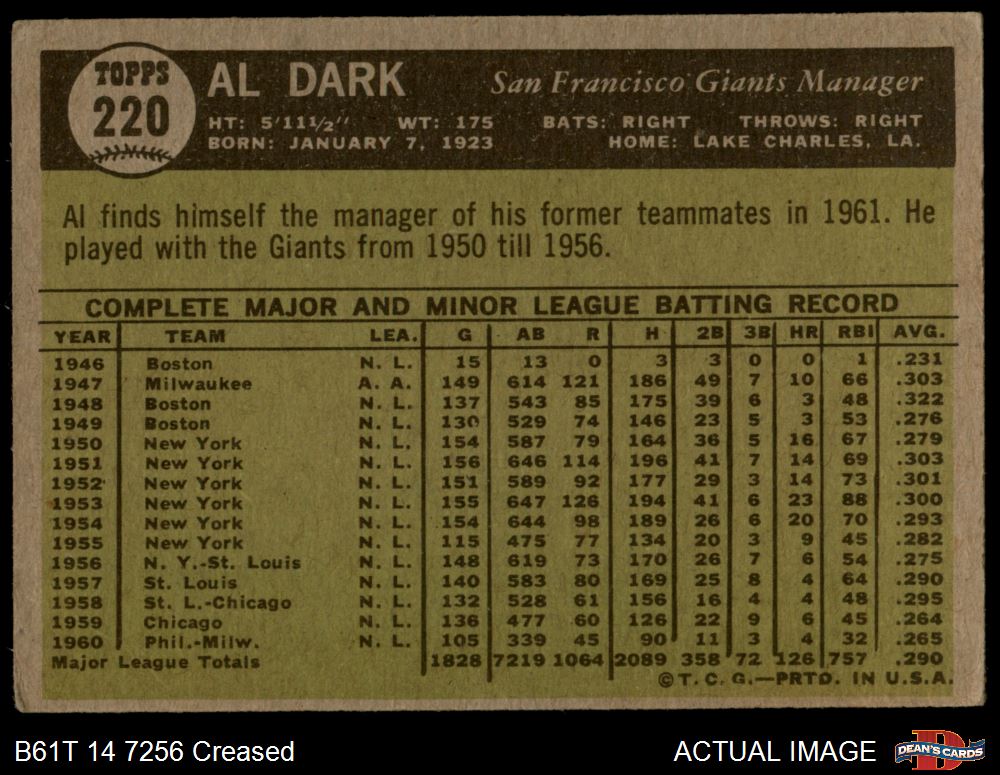 TOPPS
220
AL DARK San Francisco Giants Manager
HT: 5'11½" WT: 175 BATS: RIGHT THROWS: RIGHT
BORN: JANUARY 7, 1923 HOME: LAKE CHARLES, LA.
Al finds himself the manager of his former teammates in 1961. He
played with the Giants from 1950 till 1956.
COMPLETE MAJOR AND MINOR LEAGUE BATTING RECORD
YEAR TEAM LEA. G AB R H 2B 3B HR RBI AVG.
1946 Boston N. L. 15 13 0 3 3 0 0 1 .231
1947 Milwaukee A. A. 149 614 121 186 49 7 10 66 .303
1948 Boston N. L. 137 543 85 175 39 6 3 48 .322
1949 Boston N. L. 130 529 74 146 23 5 3 53 .276
1950 New York N. L. 154 587 79 164 36 5 16 67 .279
1951 New York N. L. 156 646 114 196 41 7 14 69 .303
1952 New York N. L. 151 589 92 177 29 3 14 73 .301
1953 New York N. L. 155 647 126 194 41 6 23 88 .300
1954 New York N. L. 154 644 98 189 26 6 20 70 .293
1955 New York N. L. 115 475 77 134 20 3 9 45 .282
1956 N. Y.-St. Louis N. L. 148 619 73 170 26 7 6 54 .275
1957 St. Louis N. L. 140 583 80 169 25 8 4 64 .290
1958 St. L.-Chicago N. L. 132 528 61 156 16 4 4 48 .295
1959 Chicago N. L. 136 477 60 126 22 9 6 45 .264
1960 Phil.-Milw. N. L. 105 339 45 90 11 3 4 32 .265
Major League Totals 1828 7219 1064 2089 358 72 126 757 .290
©T. C. G.—PRTD. IN U.S.A.
B61T 14 7256 Creased ACTUAL IMAGE
D
DEAN'S CARDS